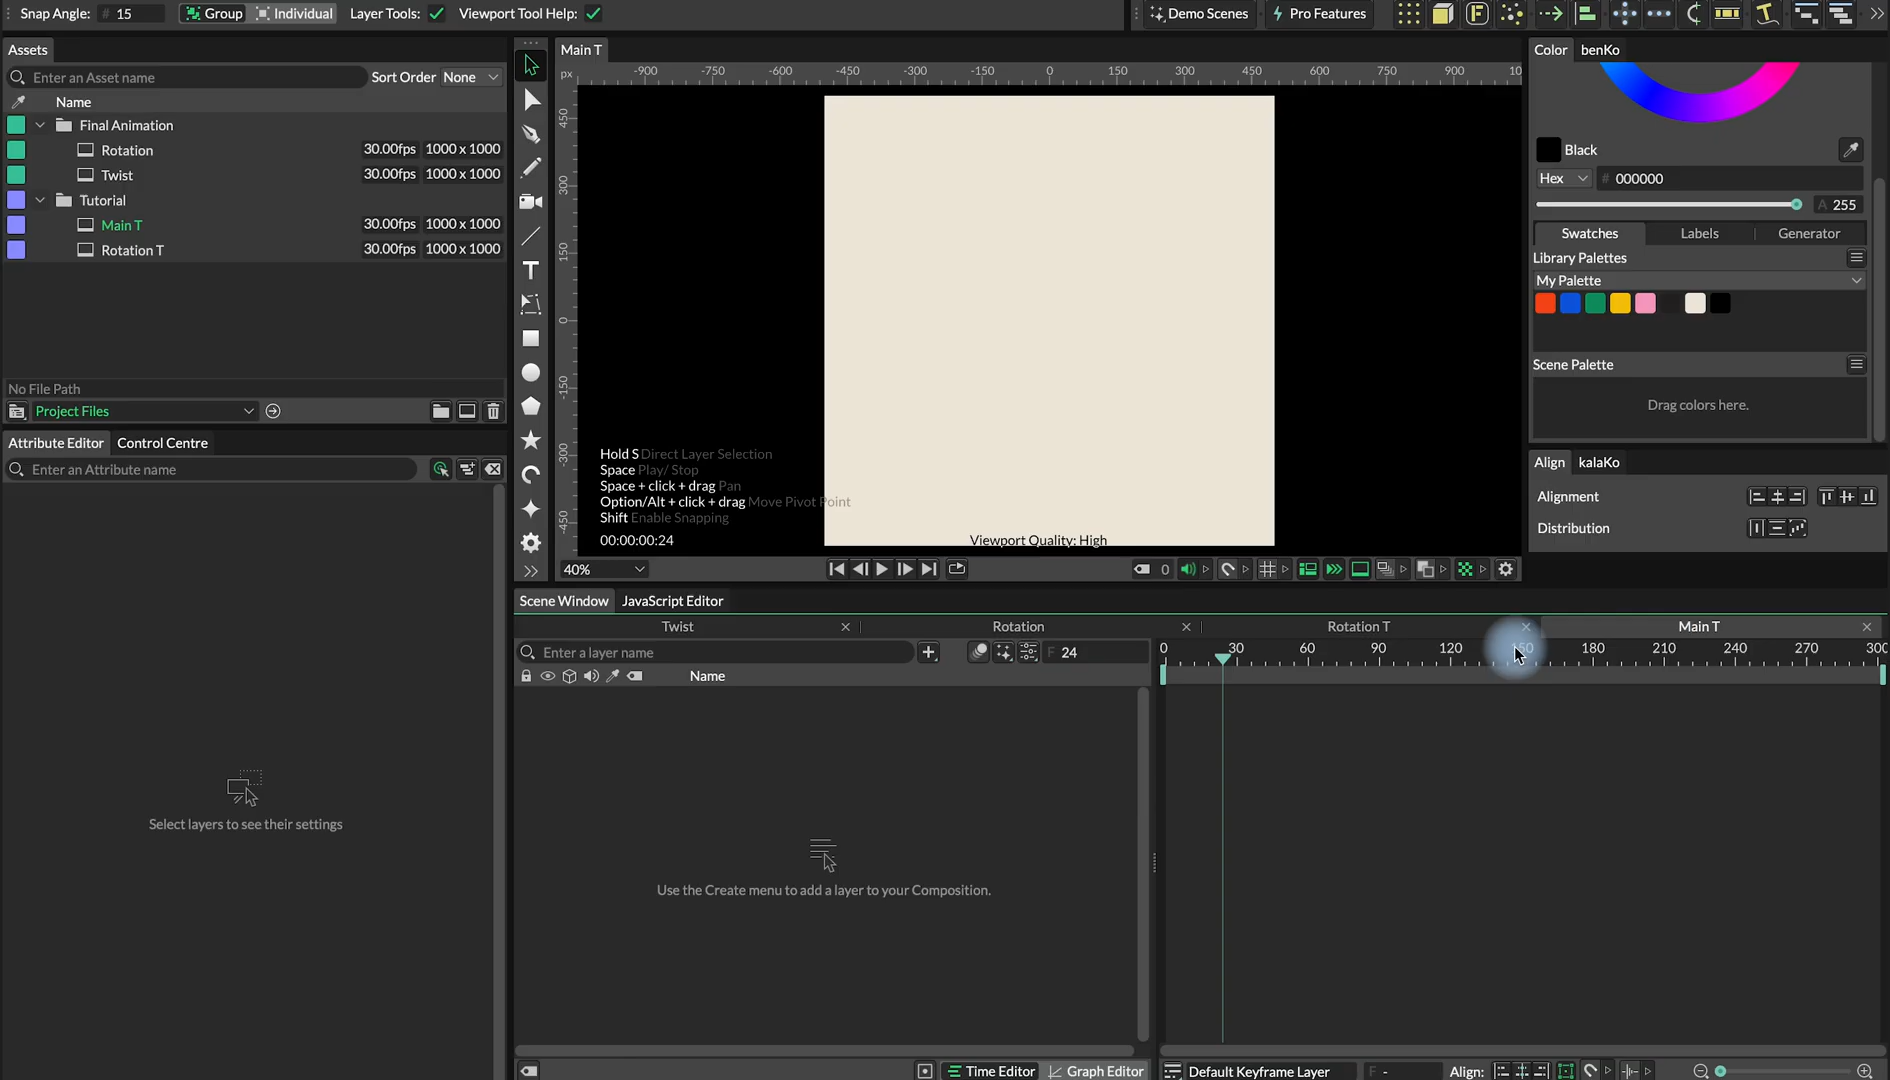 Snap Angle: # 15 Group Individual Layer Tools: Viewport Tool Help: Demo Scenes Pro Features
Assets
Enter an Asset name Sort Order None
Name
Final Animation
Rotation 30.00fps 1000 x 1000
Twist 30.00fps 1000 x 1000
Tutorial
Main T 30.00fps 1000 x 1000
Rotation T 30.00fps 1000 x 1000
No File Path
Project Files
Attribute Editor Control Centre
Enter an Attribute name
Select layers to see their settings
Main T
px -900 -750 -600 -450 -300 -150 0 150 300 450 600 750 900 10
450
300
150
0
-150
-300
-450
Hold S Direct Layer Selection
Space Play/ Stop
Space + click + drag Pan
Option/Alt + click + drag Move Pivot Point
Shift Enable Snapping
00:00:00:24 Viewport Quality: High
40% 0
Color benKo
Black
Hex # 000000
A 255
Swatches Labels Generator
Library Palettes
My Palette
Scene Palette
Drag colors here.
Align kalaKo
Alignment
Distribution
Scene Window JavaScript Editor
Twist Rotation Rotation T Main T
Enter a layer name F 24
0 30 60 90 120 150 180 210 240 270 300
Name
Use the Create menu to add a layer to your Composition.
Time Editor Graph Editor Default Keyframe Layer F - Align: